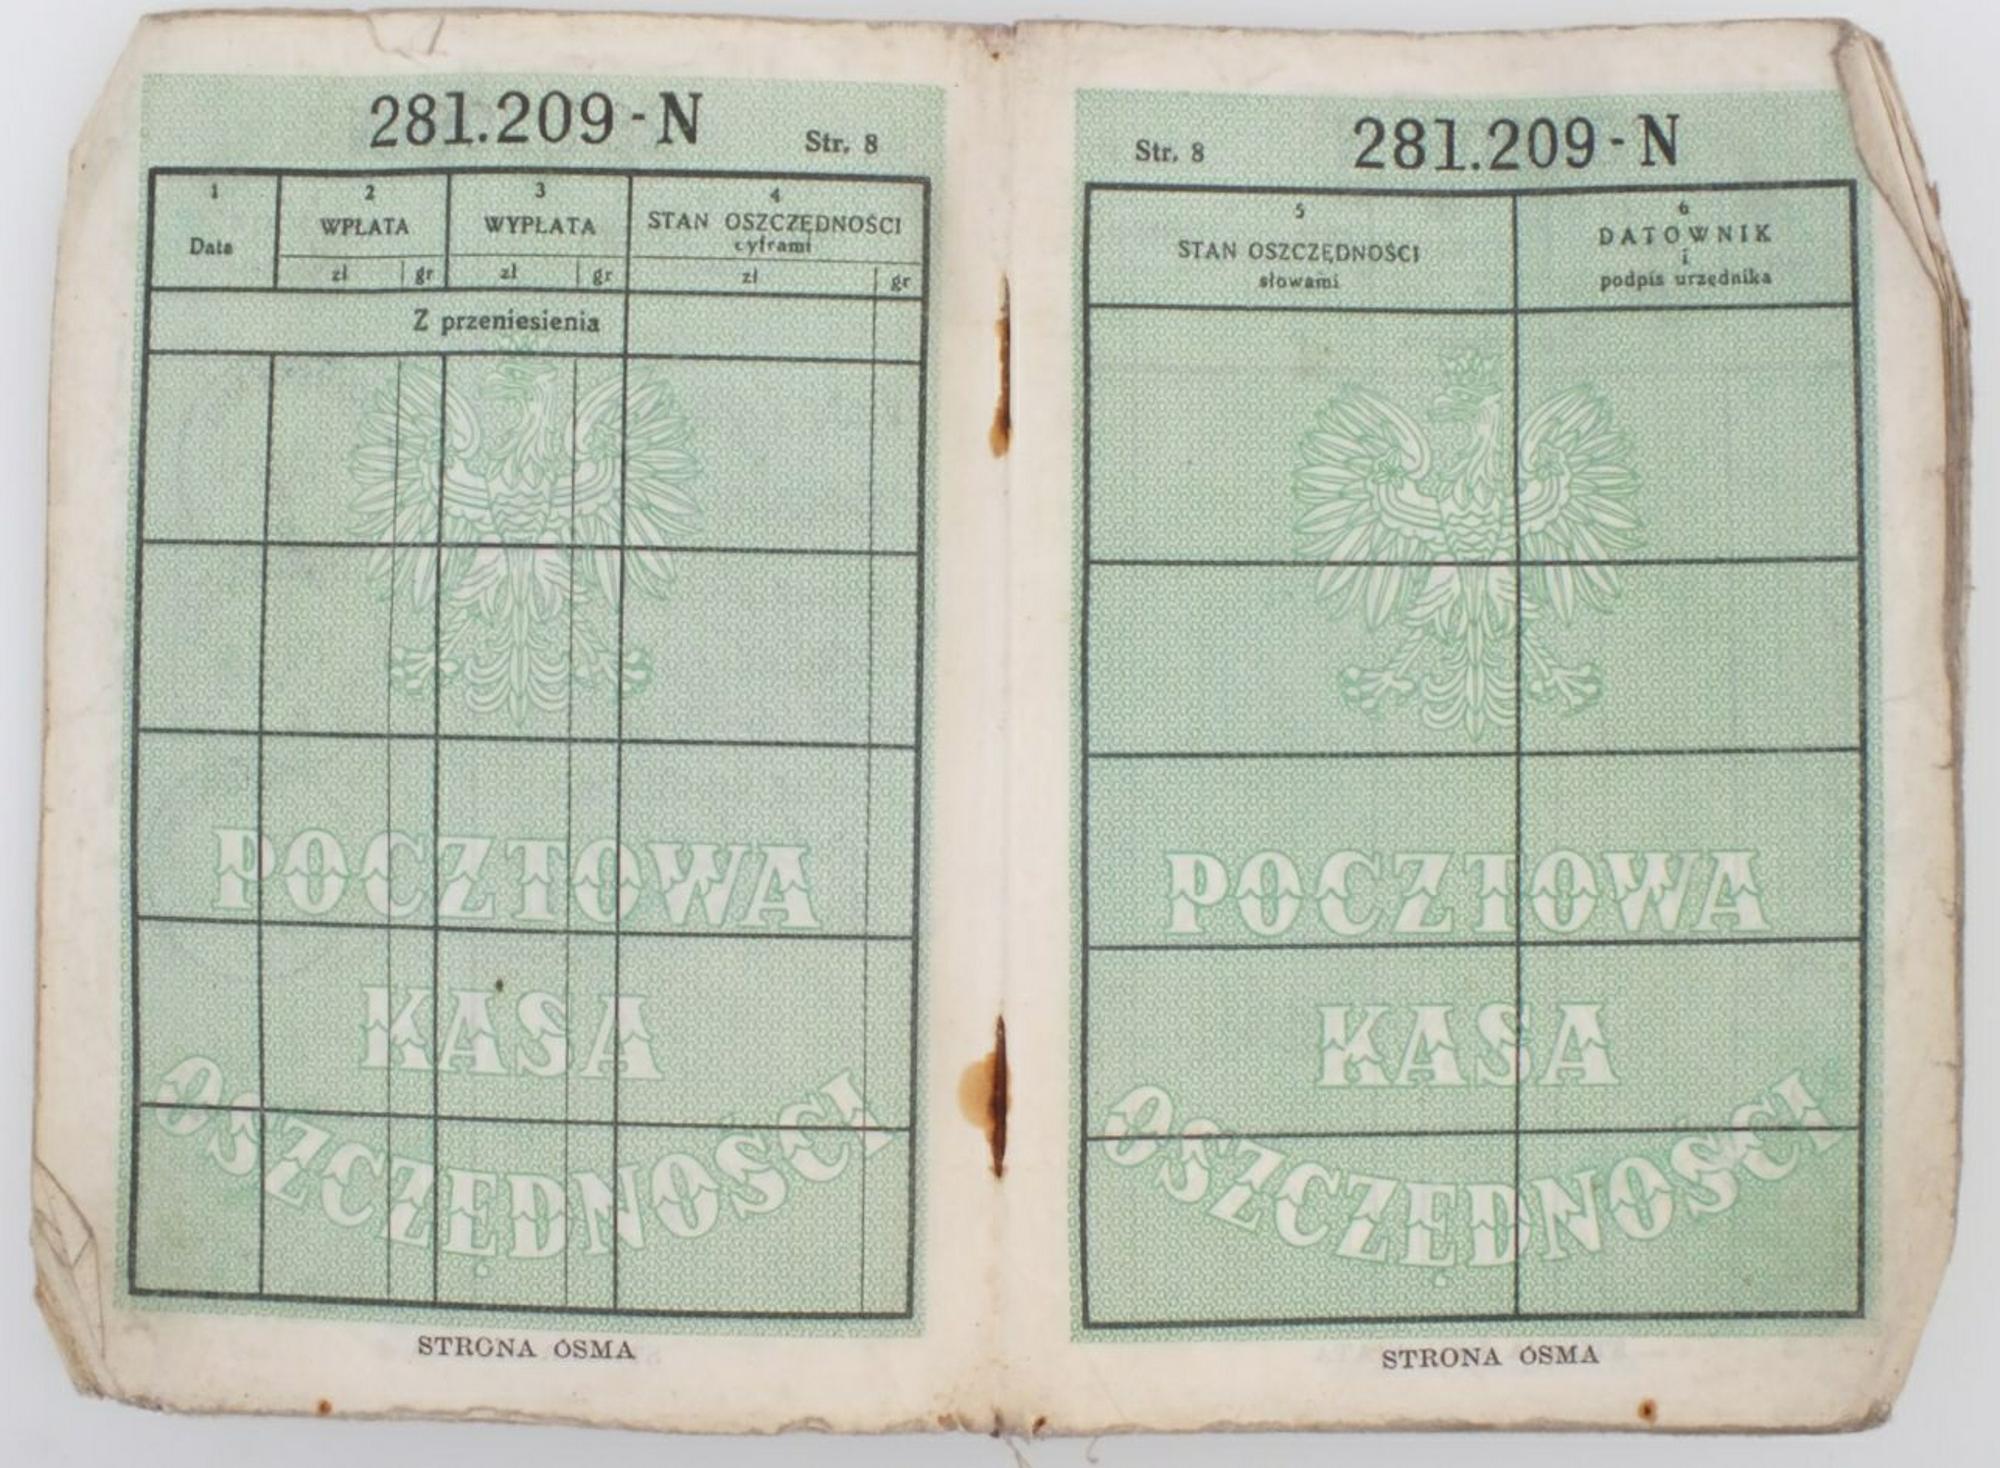 281.209 - N
Str. 8
1
Data
2
WPŁATA
zł gr
3
WYPŁATA
zł gr
4
STAN OSZCZĘDNOŚCI
cyframi
zł gr
Z przeniesienia
POCZTOWA
KASA
OSZCZĘDNOŚCI
STRONA ÓSMA
Str. 8
281.209 - N
5
STAN OSZCZĘDNOŚCI
słowami
6
DATOWNIK
i
podpis urzędnika
POCZTOWA
KASA
OSZCZĘDNOŚCI
STRONA ÓSMA